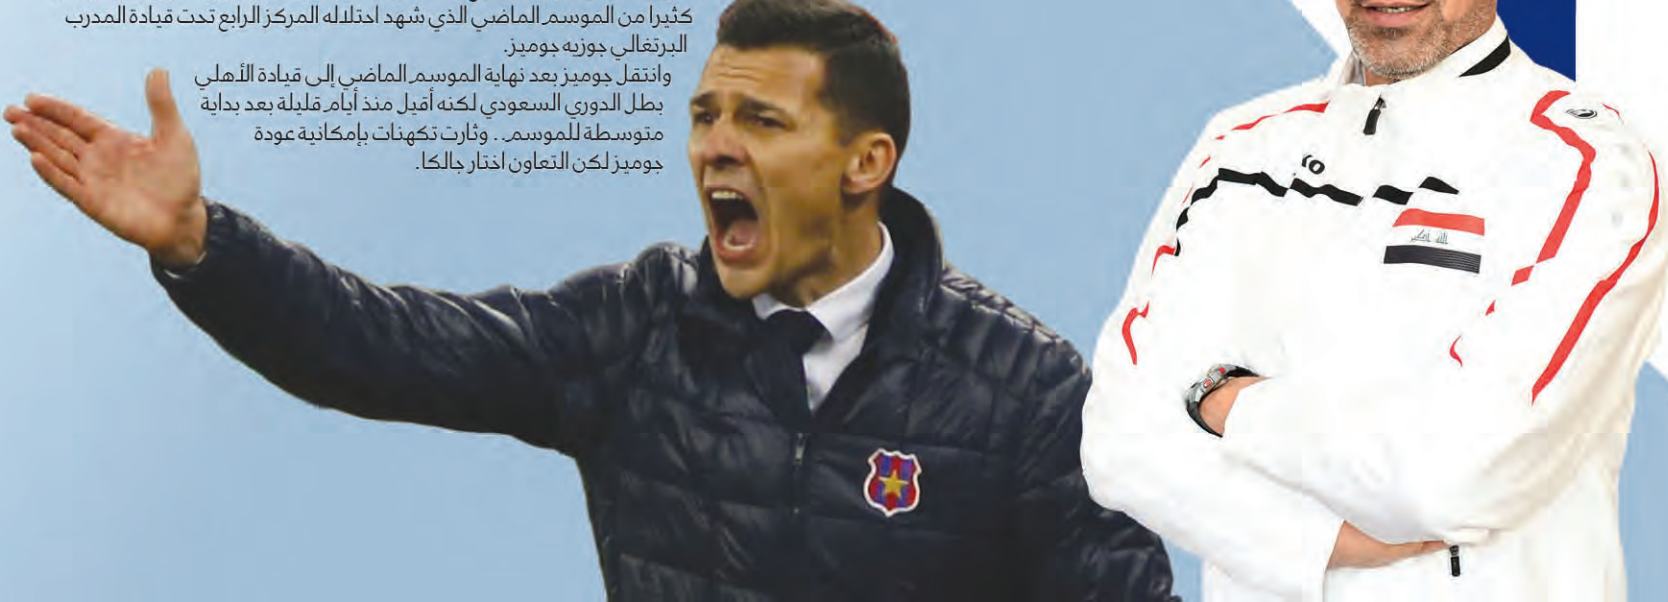 كثيرا من الموسم الماضي الذي شهد احتلاله المركز الرابع تحت قيادة المدرب
البرتغالي جوزيه جوميز.
وانتقل جوميز بعد نهاية الموسم الماضي إلى قيادة الأهلي
بطل الدوري السعودي لكنه أقيل منذ أيام قليلة بعد بداية
متوسطة للموسم.. وثارت تكهنات بإمكانية عودة
جوميز لكن التعاون اختار جالكا.
الله اكبر